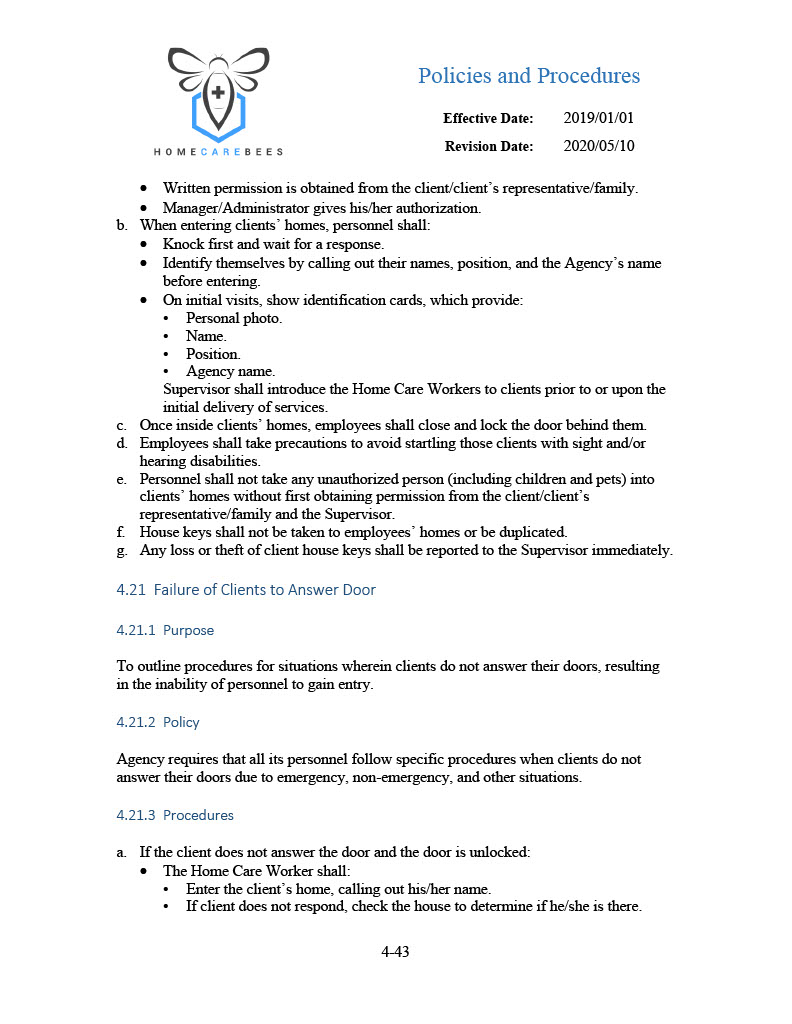 Policies and Procedures
Effective Date: 2019/01/01
Revision Date: 2020/05/10
HOMECAREBEES
• Written permission is obtained from the client/client’s representative/family.
• Manager/Administrator gives his/her authorization.
b. When entering clients’ homes, personnel shall:
• Knock first and wait for a response.
• Identify themselves by calling out their names, position, and the Agency’s name
before entering.
• On initial visits, show identification cards, which provide:
• Personal photo.
• Name.
• Position.
• Agency name.
Supervisor shall introduce the Home Care Workers to clients prior to or upon the
initial delivery of services.
c. Once inside clients’ homes, employees shall close and lock the door behind them.
d. Employees shall take precautions to avoid startling those clients with sight and/or
hearing disabilities.
e. Personnel shall not take any unauthorized person (including children and pets) into
clients’ homes without first obtaining permission from the client/client’s
representative/family and the Supervisor.
f. House keys shall not be taken to employees’ homes or be duplicated.
g. Any loss or theft of client house keys shall be reported to the Supervisor immediately.
4.21 Failure of Clients to Answer Door
4.21.1 Purpose
To outline procedures for situations wherein clients do not answer their doors, resulting
in the inability of personnel to gain entry.
4.21.2 Policy
Agency requires that all its personnel follow specific procedures when clients do not
answer their doors due to emergency, non-emergency, and other situations.
4.21.3 Procedures
a. If the client does not answer the door and the door is unlocked:
• The Home Care Worker shall:
• Enter the client’s home, calling out his/her name.
• If client does not respond, check the house to determine if he/she is there.
4-43